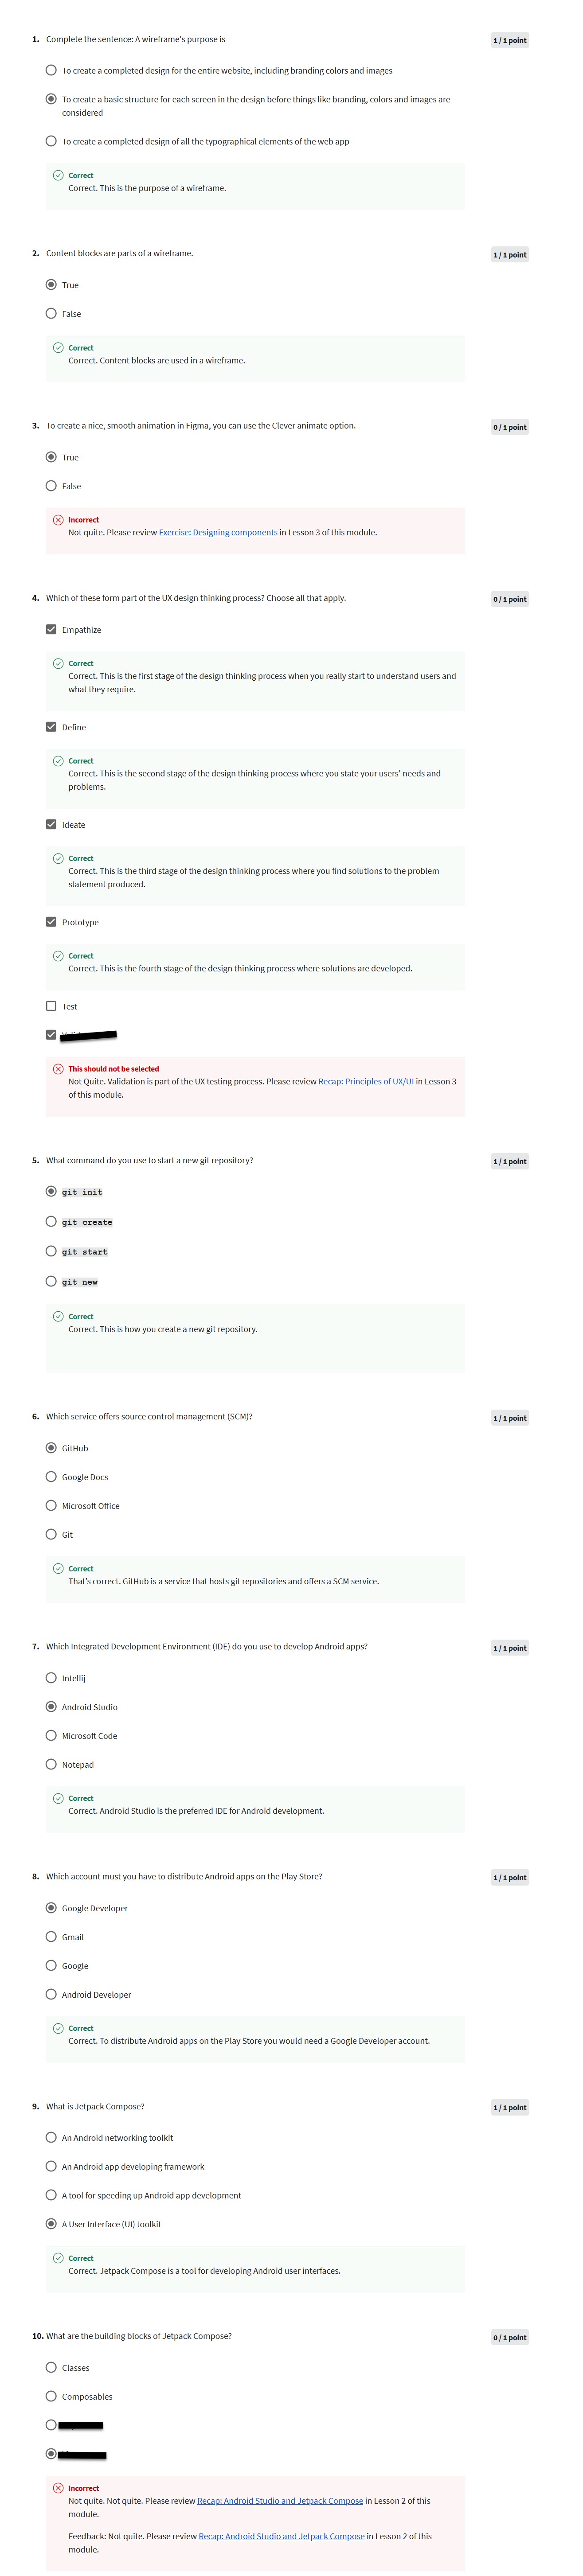 1. Complete the sentence: A wireframe's purpose is
1 / 1 point
To create a completed design for the entire website, including branding colors and images
To create a basic structure for each screen in the design before things like branding, colors and images are
considered
To create a completed design of all the typographical elements of the web app
Correct
Correct. This is the purpose of a wireframe.
2. Content blocks are parts of a wireframe.
1 / 1 point
True
False
Correct
Correct. Content blocks are used in a wireframe.
3. To create a nice, smooth animation in Figma, you can use the Clever animate option.
0 / 1 point
True
False
Incorrect
Not quite. Please review Exercise: Designing components in Lesson 3 of this module.
4. Which of these form part of the UX design thinking process? Choose all that apply.
0 / 1 point
Empathize
Correct
Correct. This is the first stage of the design thinking process when you really start to understand users and
what they require.
Define
Correct
Correct. This is the second stage of the design thinking process where you state your users' needs and
problems.
Ideate
Correct
Correct. This is the third stage of the design thinking process where you find solutions to the problem
statement produced.
Prototype
Correct
Correct. This is the fourth stage of the design thinking process where solutions are developed.
Test
This should not be selected
Not Quite. Validation is part of the UX testing process. Please review Recap: Principles of UX/UI in Lesson 3
of this module.
5. What command do you use to start a new git repository?
1 / 1 point
git init
git create
git start
git new
Correct
Correct. This is how you create a new git repository.
6. Which service offers source control management (SCM)?
1 / 1 point
GitHub
Google Docs
Microsoft Office
Git
Correct
That's correct. GitHub is a service that hosts git repositories and offers a SCM service.
7. Which Integrated Development Environment (IDE) do you use to develop Android apps?
1 / 1 point
Intellij
Android Studio
Microsoft Code
Notepad
Correct
Correct. Android Studio is the preferred IDE for Android development.
8. Which account must you have to distribute Android apps on the Play Store?
1 / 1 point
Google Developer
Gmail
Google
Android Developer
Correct
Correct. To distribute Android apps on the Play Store you would need a Google Developer account.
9. What is Jetpack Compose?
1 / 1 point
An Android networking toolkit
An Android app developing framework
A tool for speeding up Android app development
A User Interface (UI) toolkit
Correct
Correct. Jetpack Compose is a tool for developing Android user interfaces.
10. What are the building blocks of Jetpack Compose?
0 / 1 point
Classes
Composables
Incorrect
Not quite. Not quite. Please review Recap: Android Studio and Jetpack Compose in Lesson 2 of this
module.
Feedback: Not quite. Please review Recap: Android Studio and Jetpack Compose in Lesson 2 of this
module.